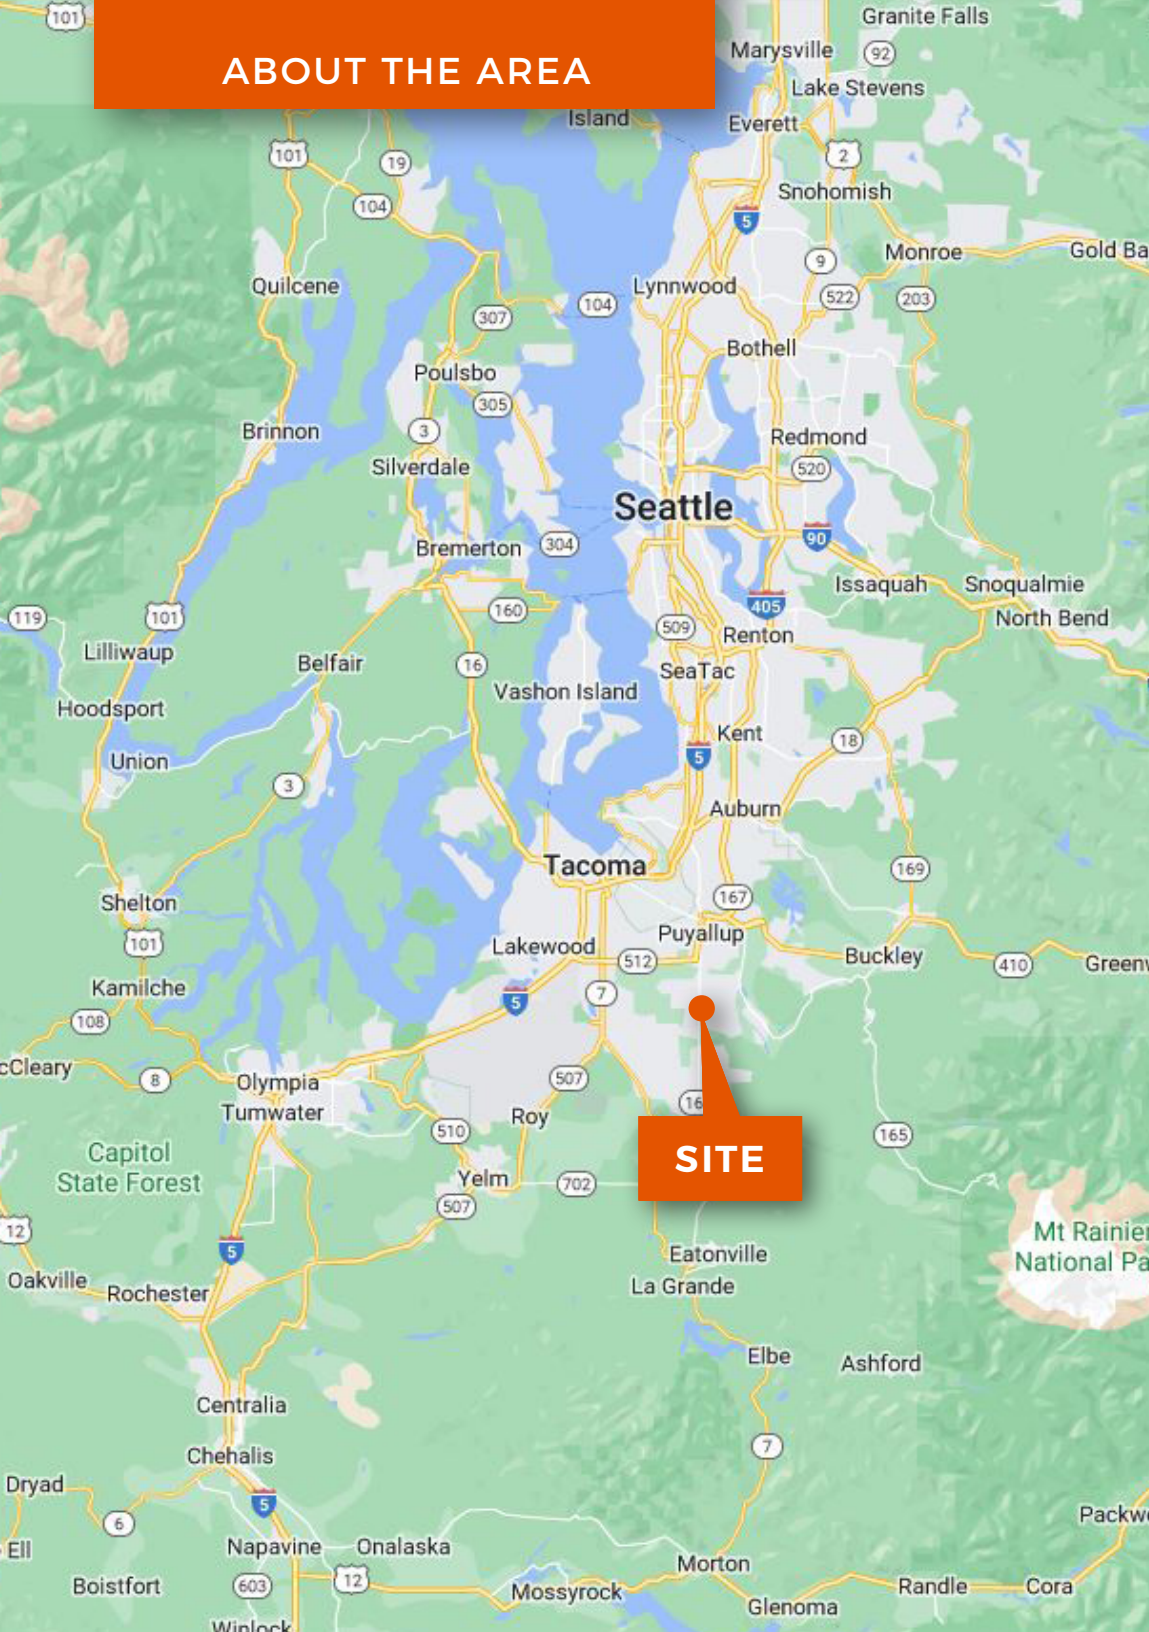 101
ABOUT THE AREA
Granite Falls
Marysville
92
Lake Stevens
Island
Everett
101
19
2
104
Snohomish
5
Monroe
Gold Ba
9
Quilcene
Lynnwood
522
203
104
307
Bothell
Poulsbo
305
Brinnon
3
Redmond
Silverdale
520
Seattle
90
Bremerton
304
Issaquah
Snoqualmie
405
119
101
160
North Bend
509
Renton
Lilliwaup
Belfair
16
SeaTac
Vashon Island
Hoodsport
Kent
18
Union
5
3
Auburn
Tacoma
169
167
Shelton
Puyallup
101
Lakewood
512
Buckley
410
Greenw
Kamilche
5
7
108
cCleary
8
Olympia
507
Tumwater
16
Roy
510
165
Capitol
State Forest
SITE
Yelm
702
507
12
Mt Rainier
National Pa
5
Eatonville
Oakville
Rochester
La Grande
Elbe
Ashford
Centralia
7
Chehalis
Dryad
5
6
Packwo
Ell
Napavine
Onalaska
Morton
Boistfort
603
12
Mossyrock
Randle
Cora
Glenoma
Winlock